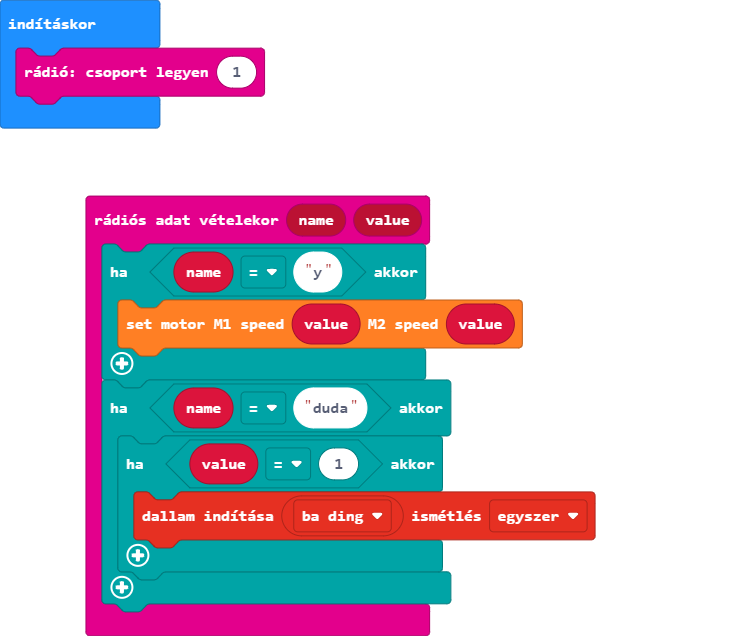 indításkor
rádió: csoport legyen 1
rádiós adat vételekor name value
ha name = "y" akkor
set motor M1 speed value M2 speed value
ha name = "duda" akkor
ha value = 1 akkor
dallam indítása ba ding ismétlés egyszer